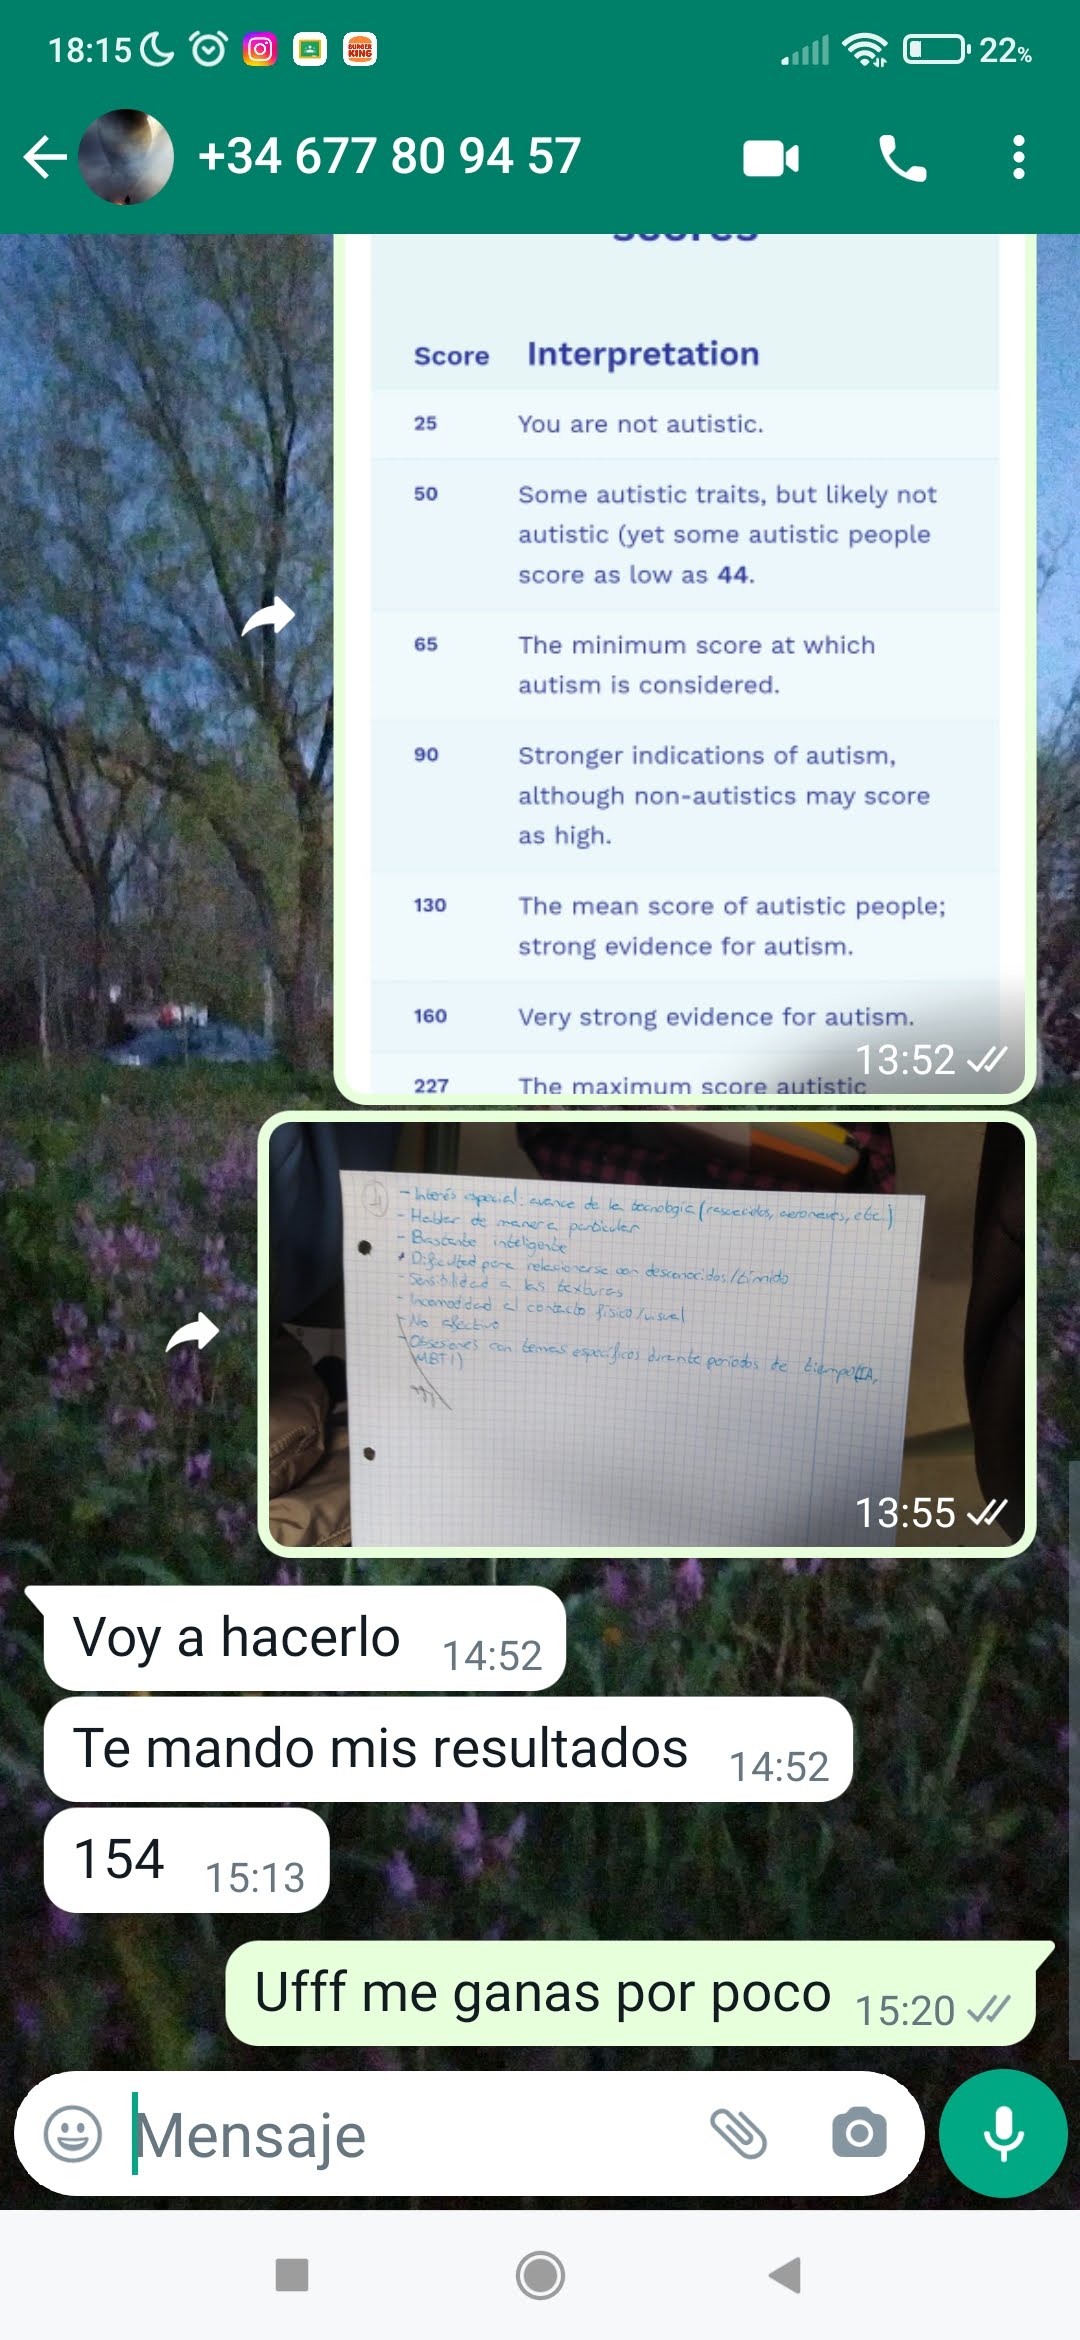 18:15
BURGER KING
22%
+34 677 80 94 57
Scores
Score Interpretation
25 You are not autistic.
50 Some autistic traits, but likely not
autistic (yet some autistic people
score as low as 44.
65 The minimum score at which
autism is considered.
90 Stronger indications of autism,
although non-autistics may score
as high.
130 The mean score of autistic people;
strong evidence for autism.
160 Very strong evidence for autism.
227 The maximum score autistic
13:52
- Interés especial: avance de la tecnología (rascacielos, aeronaves, etc.)
- Hablar de manera particular
- Bastante inteligente
- Dificultad para relacionarse con desconocidos/tímido
- Sensibilidad a las texturas
- Incomodidad al contacto físico/visual
- No afectivo
- Obsesiones con temas específicos durante periodos de tiempo (IA,
MBTI)
13:55
Voy a hacerlo 14:52
Te mando mis resultados 14:52
154 15:13
Ufff me ganas por poco 15:20
Mensaje